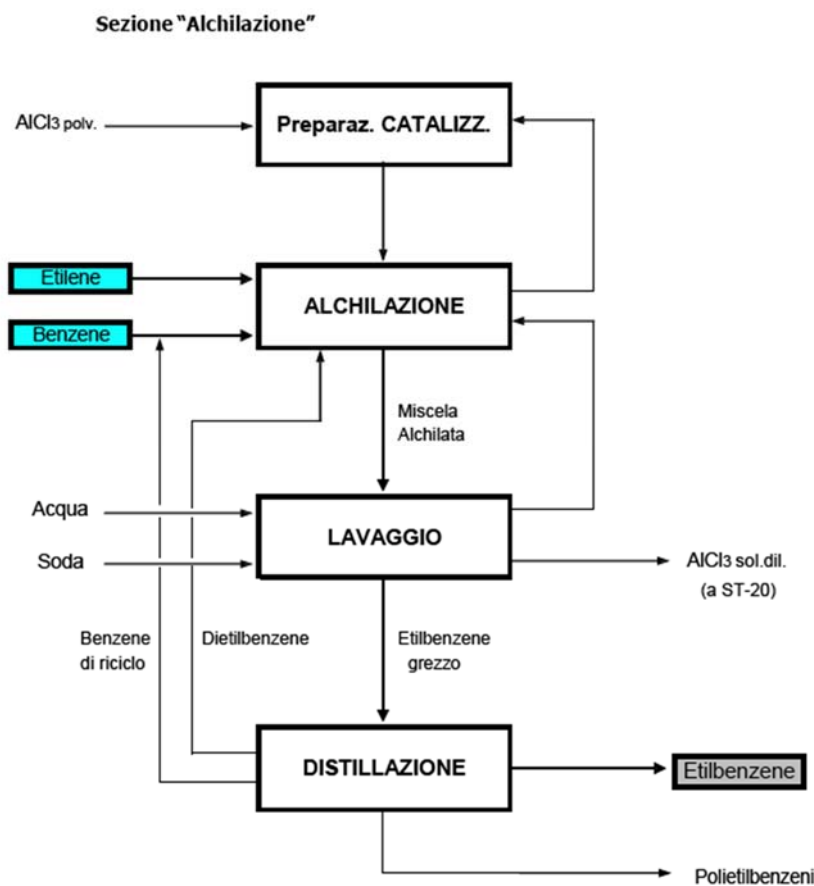 Sezione “Alchilazione”
AlCl3 polv.
Preparaz. CATALIZZ.
Etilene
Benzene
ALCHILAZIONE
Miscela
Alchilata
Acqua
Soda
LAVAGGIO
AlCl3 sol.dil.
(a ST-20)
Benzene
di riciclo
Dietilbenzene
Etilbenzene
grezzo
DISTILLAZIONE
Etilbenzene
Polietilbenzeni